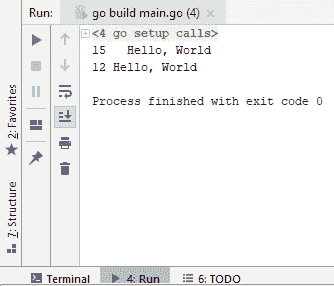 Run: go build main.go (4) ×
<4 go setup calls>
15   Hello, World
12 Hello, World
Process finished with exit code 0
2: Favorites
7: Structure
Terminal 4: Run 6: TODO